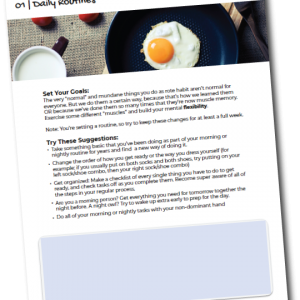 01 | Daily Routines
Set Your Goals:
The very "normal" and mundane things you do as rote habit aren't normal for
everyone. But we do them a certain way, because that's how we learned them
OR because we've done them so many times that they're now muscle memory.
Exercise some different "muscles" and build your mental flexibility.
Note: You're setting a routine, so try to keep these changes for at least a full week.
Try These Suggestions:
• Take something basic that you've been doing as part of your morning or
nightly routine for years and find a new way of doing it.
• Change the order of how you get ready or the way you dress yourself (for
example: if you usually put on both socks and both shoes, try putting on your
left sock/shoe combo, then your right sock/shoe combo)
• Get organized: Make a checklist of every single thing you have to do to get
ready, and check tasks off as you complete them. Become super aware of all of
the steps in your regular process.
• Are you a morning person? Get everything you need for tomorrow together the
night before. A night owl? Try to wake up extra early to prep for the day.
• Do all of your morning or nightly tasks with your non-dominant hand